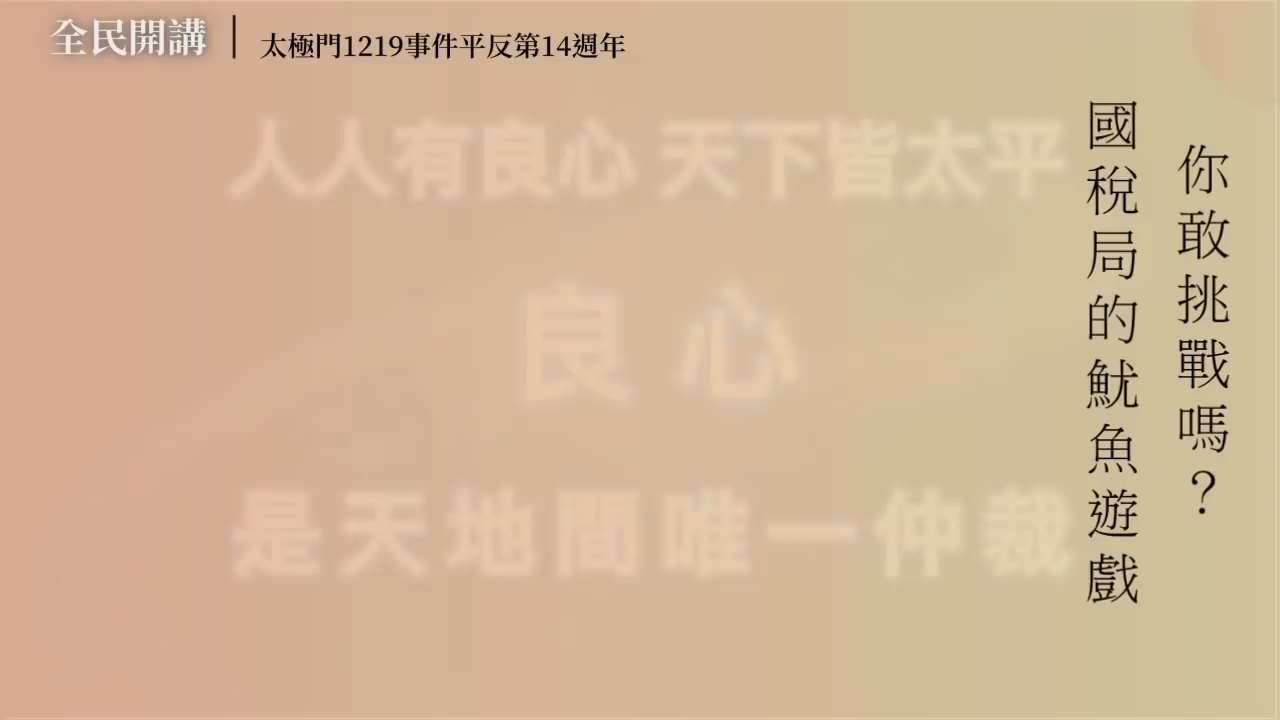 全民開講
太極門1219事件平反第14週年
你敢挑戰嗎？
國稅局的魷魚遊戲
人人有良心 天下皆太平
良心
是天地間唯一仲裁